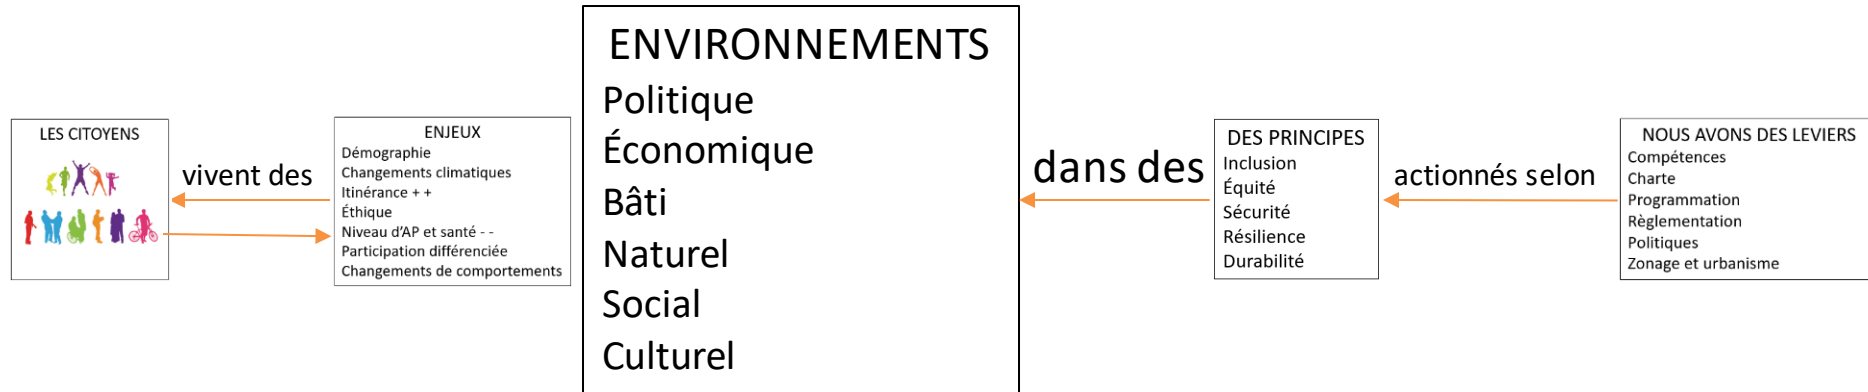 LES CITOYENS
vivent des
ENJEUX
Démographie
Changements climatiques
Itinérance + +
Éthique
Niveau d'AP et santé - -
Participation différenciée
Changements de comportements
ENVIRONNEMENTS
Politique
Économique
Bâti
Naturel
Social
Culturel
dans des
DES PRINCIPES
Inclusion
Équité
Sécurité
Résilience
Durabilité
actionnés selon
NOUS AVONS DES LEVIERS
Compétences
Charte
Programmation
Règlementation
Politiques
Zonage et urbanisme